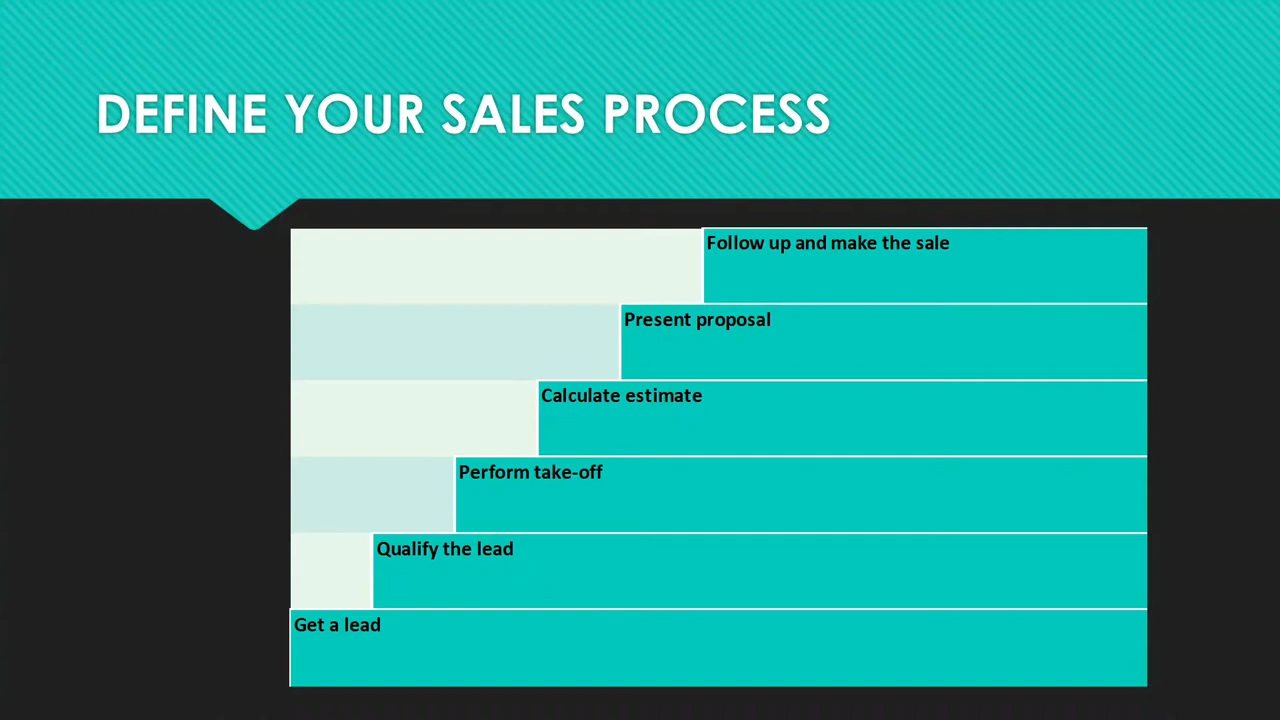 DEFINE YOUR SALES PROCESS
Follow up and make the sale
Present proposal
Calculate estimate
Perform take-off
Qualify the lead
Get a lead